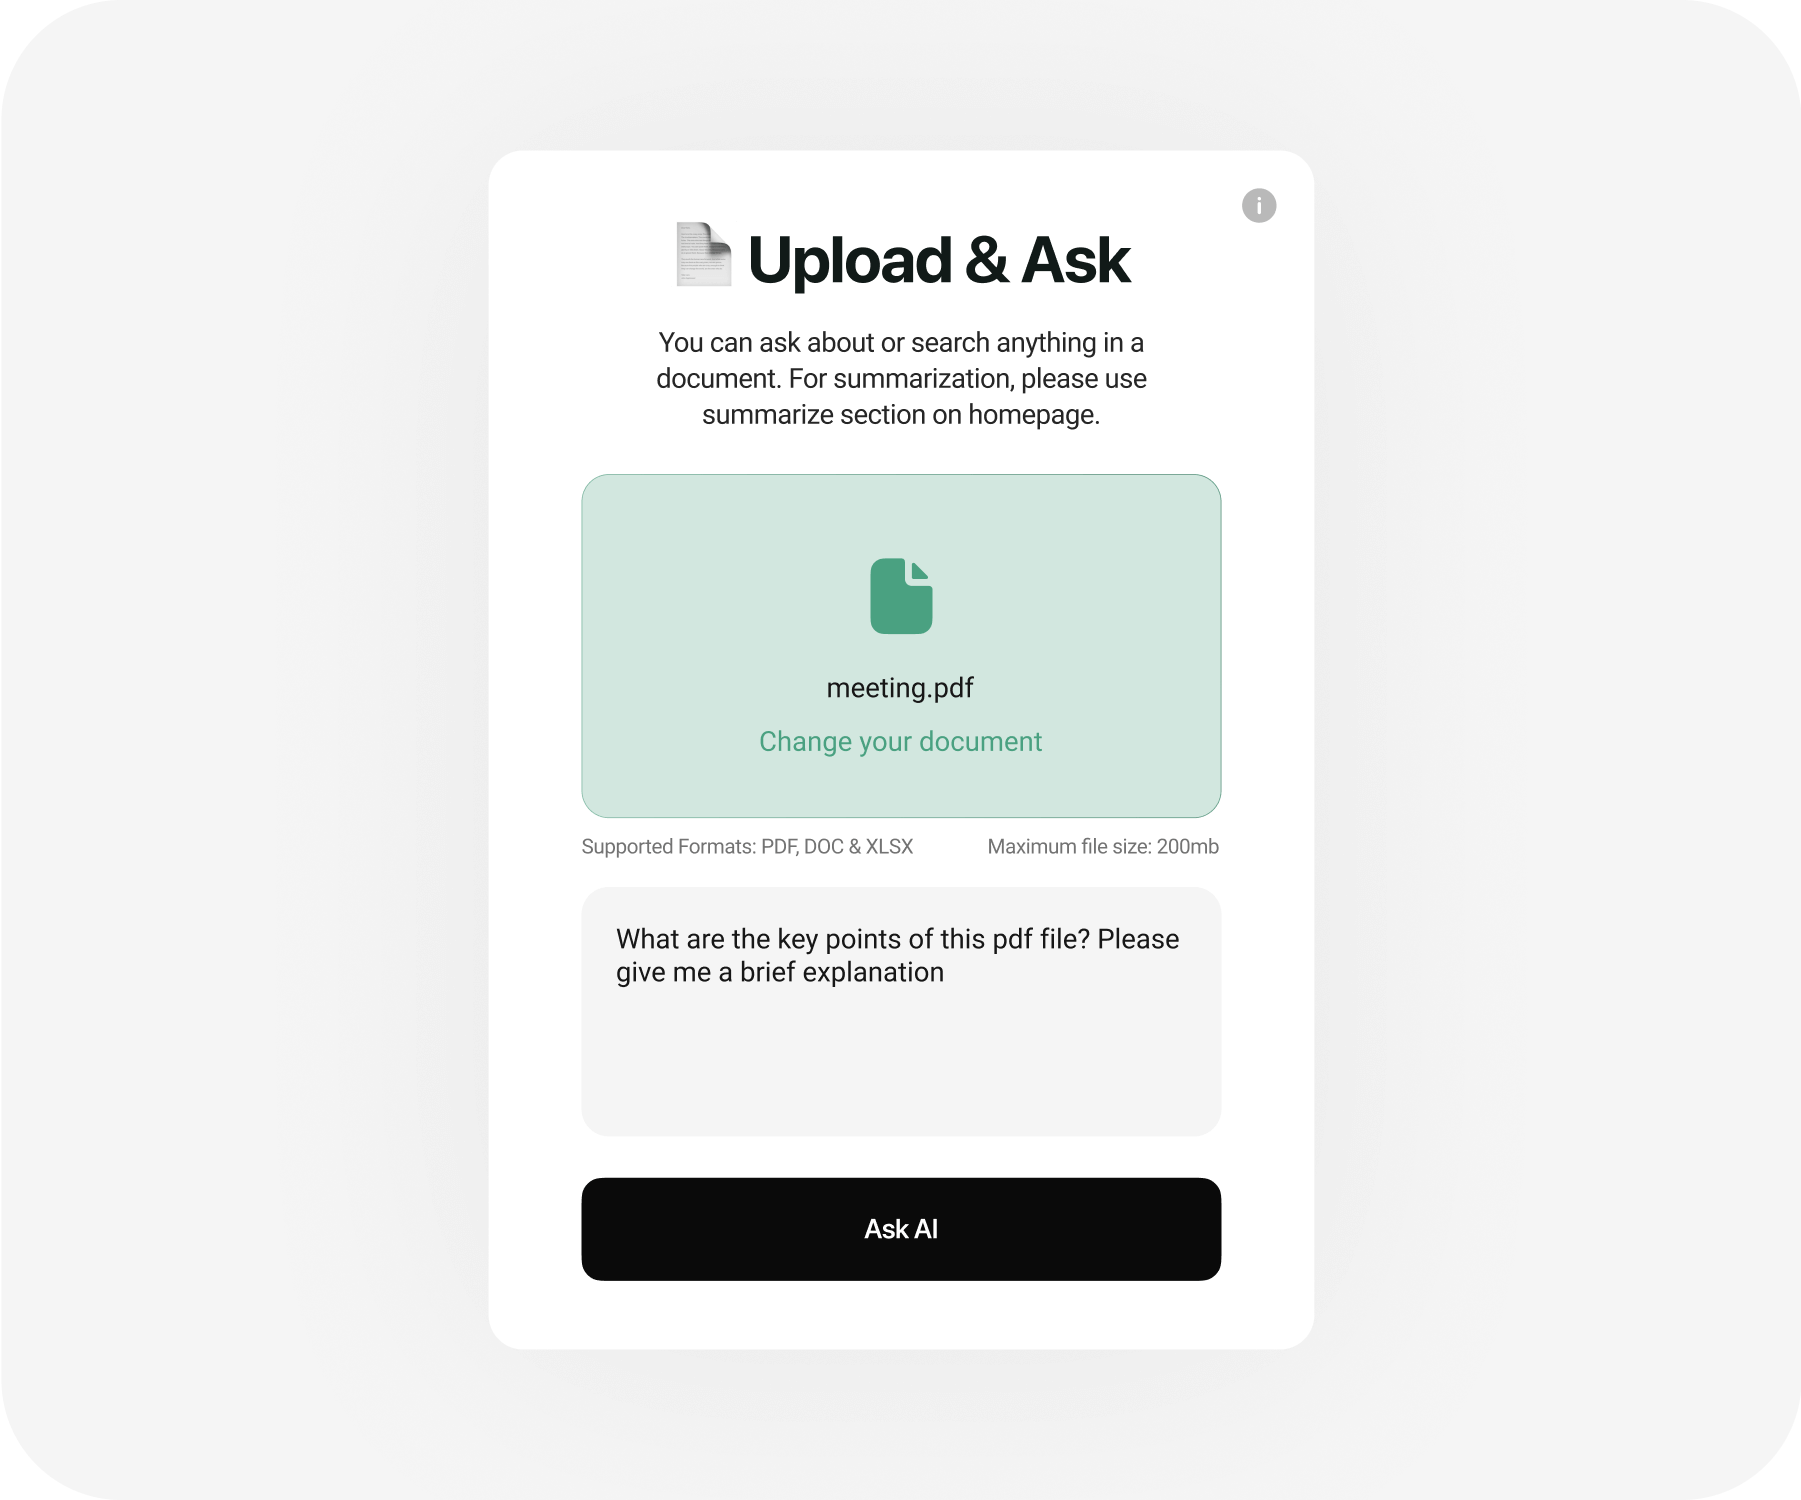 Upload & Ask
You can ask about or search anything in a
document. For summarization, please use
summarize section on homepage.
meeting.pdf
Change your document
Supported Formats: PDF, DOC & XLSX
Maximum file size: 200mb
What are the key points of this pdf file? Please
give me a brief explanation
Ask AI